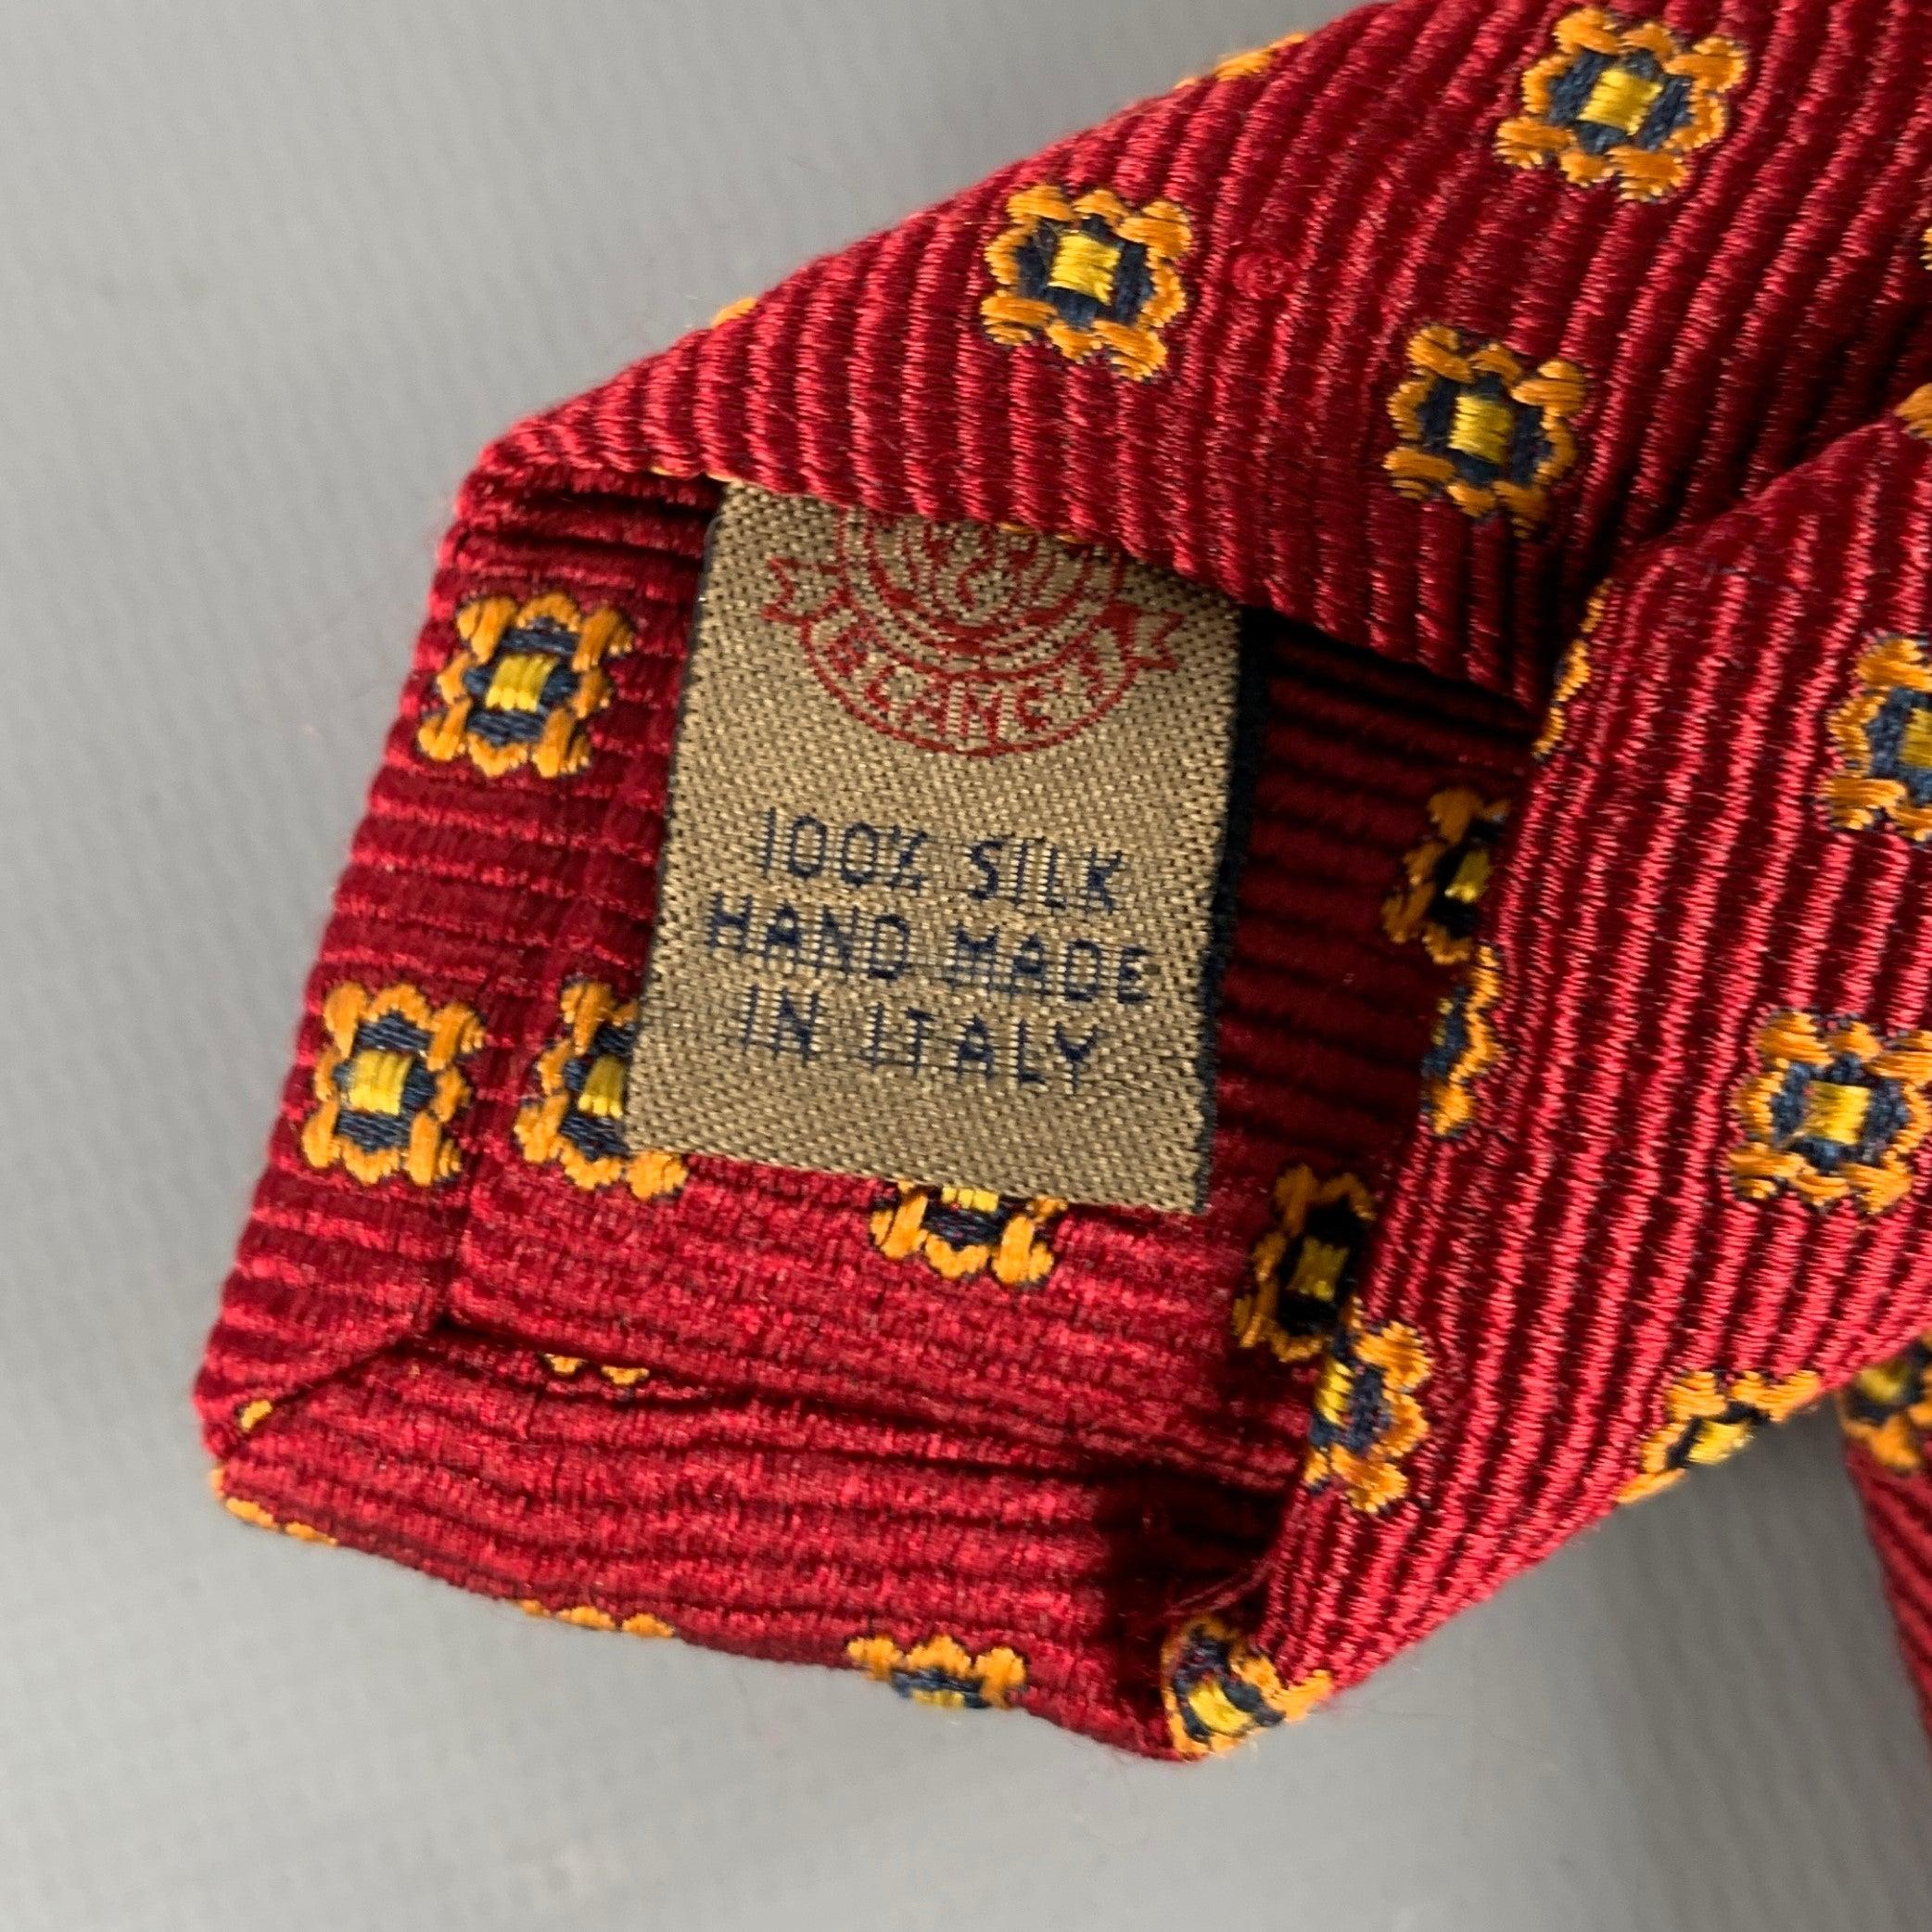 100% SILK
HAND MADE
IN ITALY